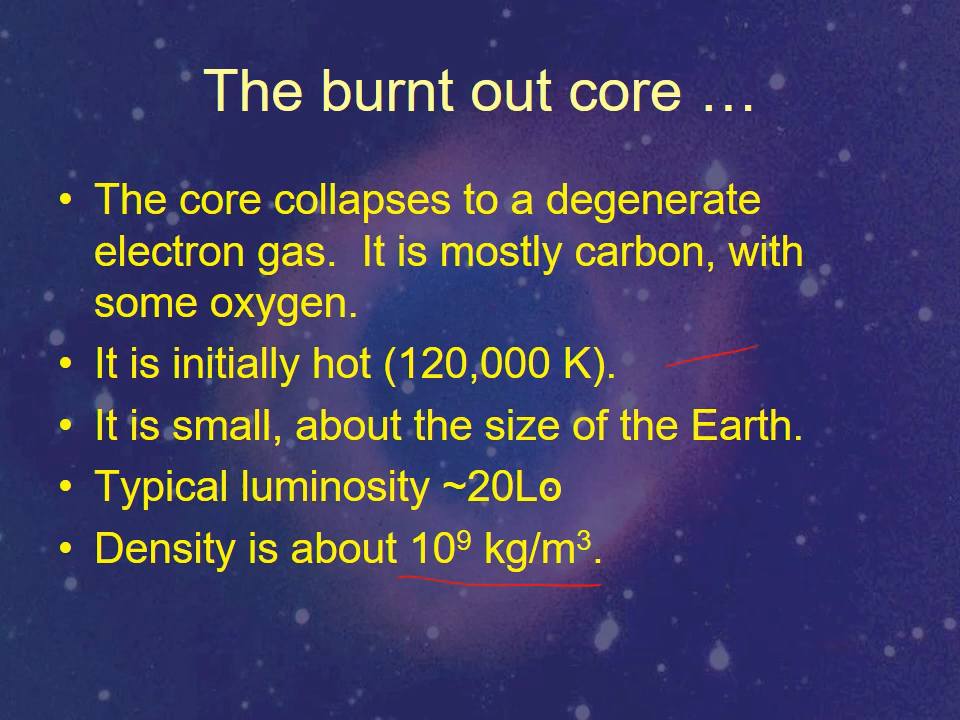 The burnt out core …
• The core collapses to a degenerate
electron gas.  It is mostly carbon, with
some oxygen.
• It is initially hot (120,000 K).
• It is small, about the size of the Earth.
• Typical luminosity ~20L⊙
• Density is about 10⁹ kg/m³.